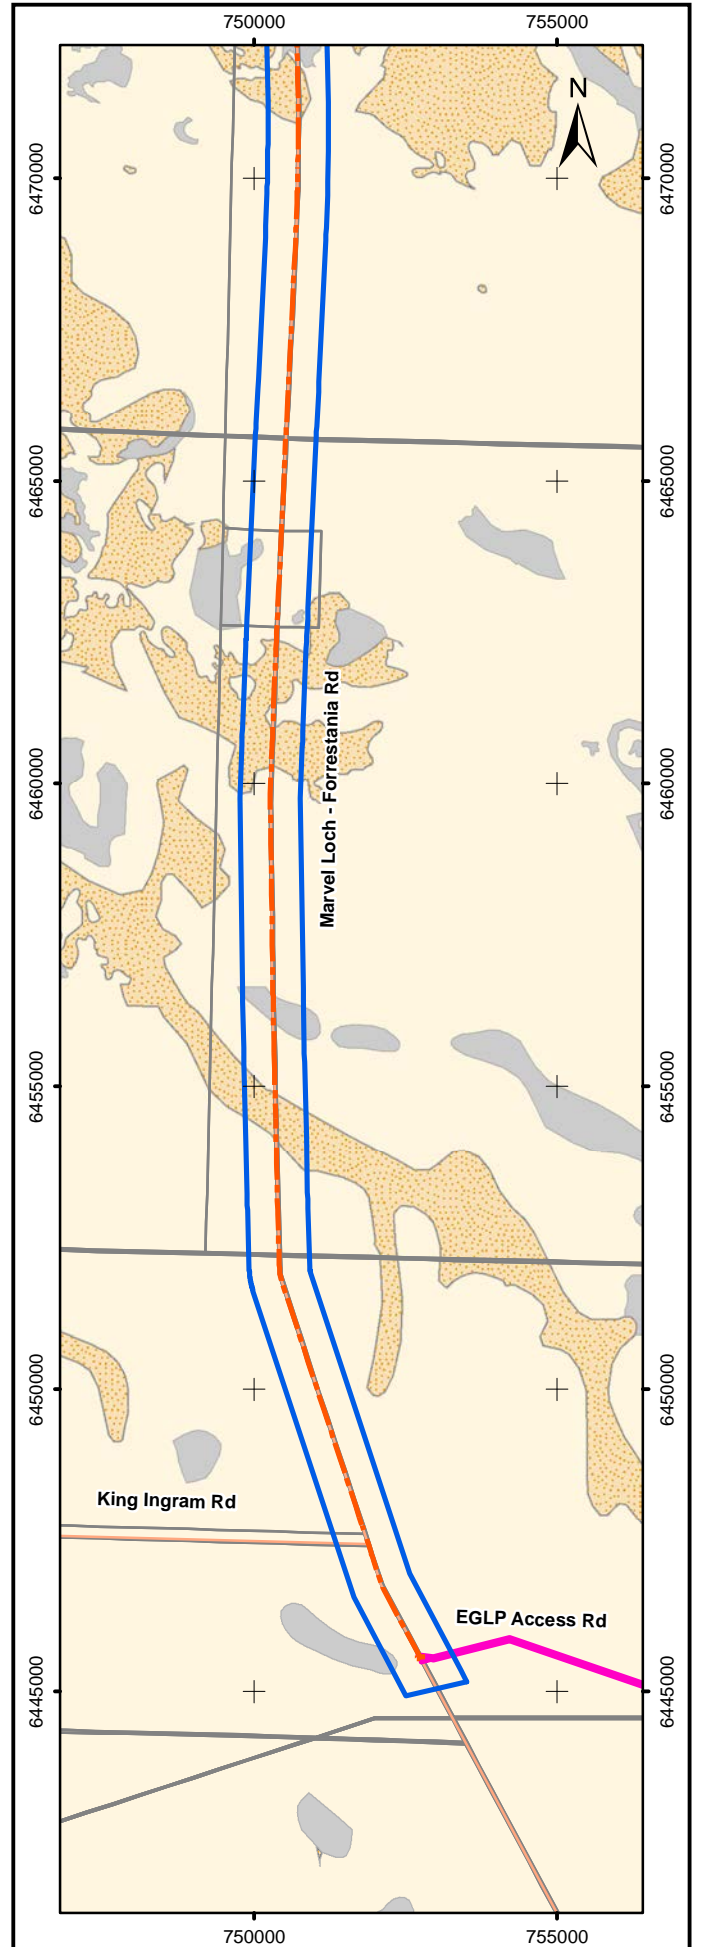 750000 755000
N
6470000 6470000
6465000 6465000
Marvel Loch - Forrestania Rd
6460000 6460000
6455000 6455000
6450000 6450000
King Ingram Rd
EGLP Access Rd
6445000 6445000
750000 755000